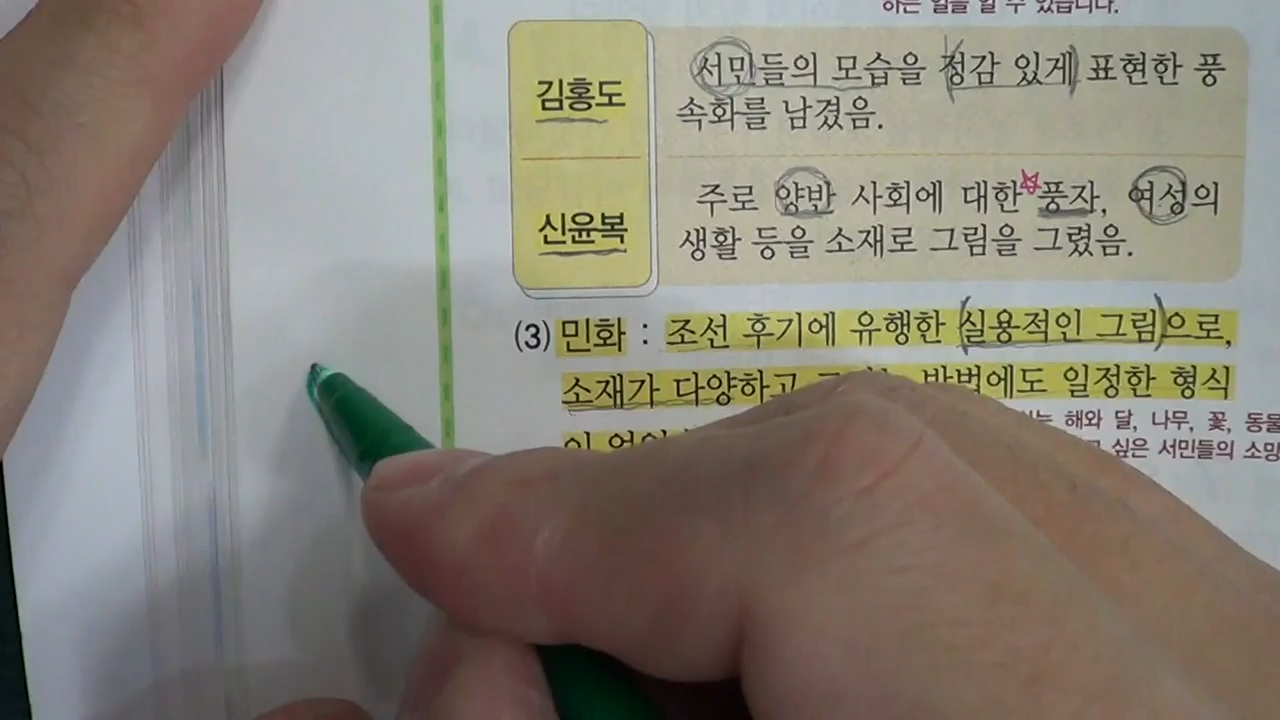 하는 일을 알 수 있습니다.
김홍도
서민들의 모습을 정감 있게 표현한 풍
속화를 남겼음.
신윤복
주로 양반 사회에 대한 풍자, 여성의
생활 등을 소재로 그림을 그렸음.
(3) 민화 : 조선 후기에 유행한 실용적인 그림으로,
소재가 다양하고 방법에도 일정한 형식
해와 달, 나무, 꽃, 동물
싶은 서민들의 소망